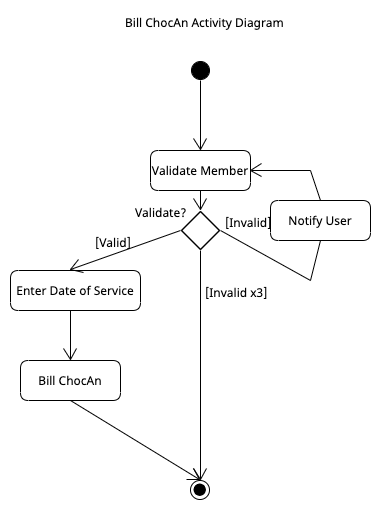 Bill ChocAn Activity Diagram
Validate Member
Validate?
[Invalid]
Notify User
[Valid]
Enter Date of Service
[Invalid x3]
Bill ChocAn